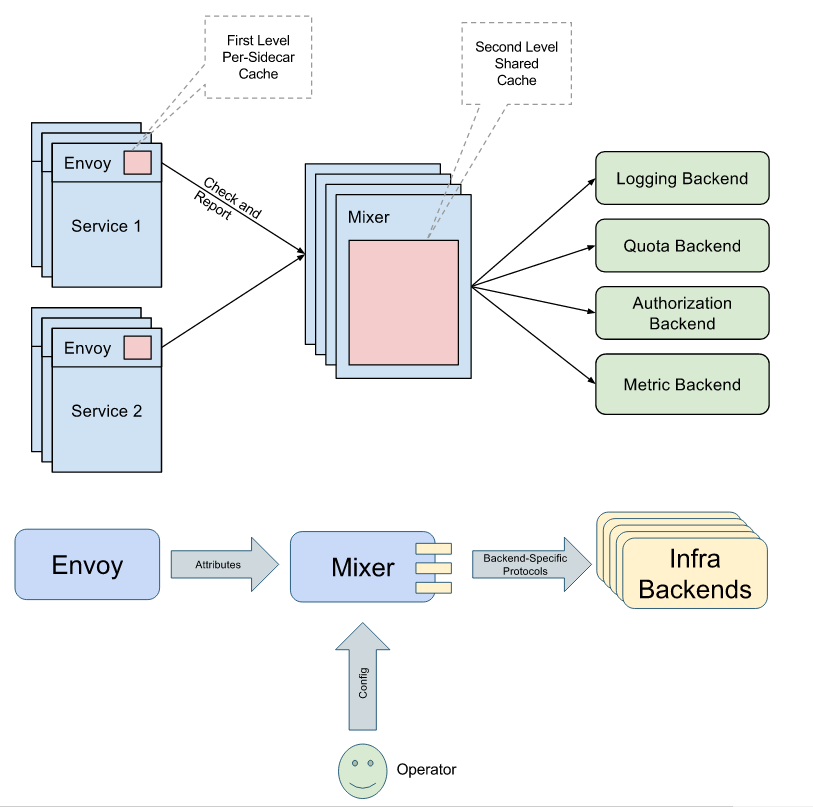 First Level
Per-Sidecar
Cache
Second Level
Shared
Cache
Envoy
Service 1
Check and
Report
Mixer
Logging Backend
Quota Backend
Authorization
Backend
Metric Backend
Envoy
Service 2
Envoy
Attributes
Mixer
Backend-Specific
Protocols
Infra
Backends
Config
Operator